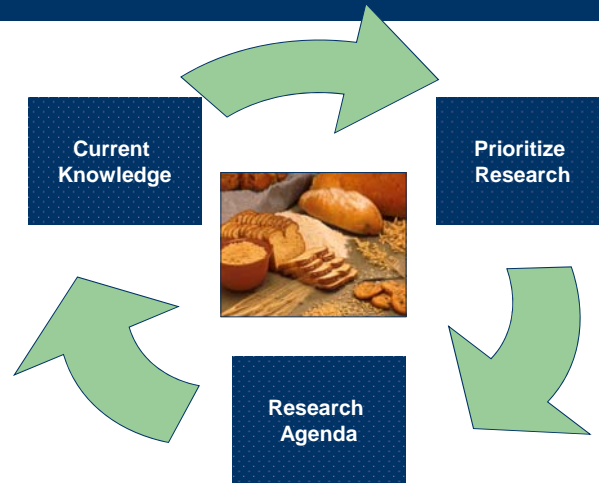 Current
Knowledge
Prioritize
Research
Research
Agenda